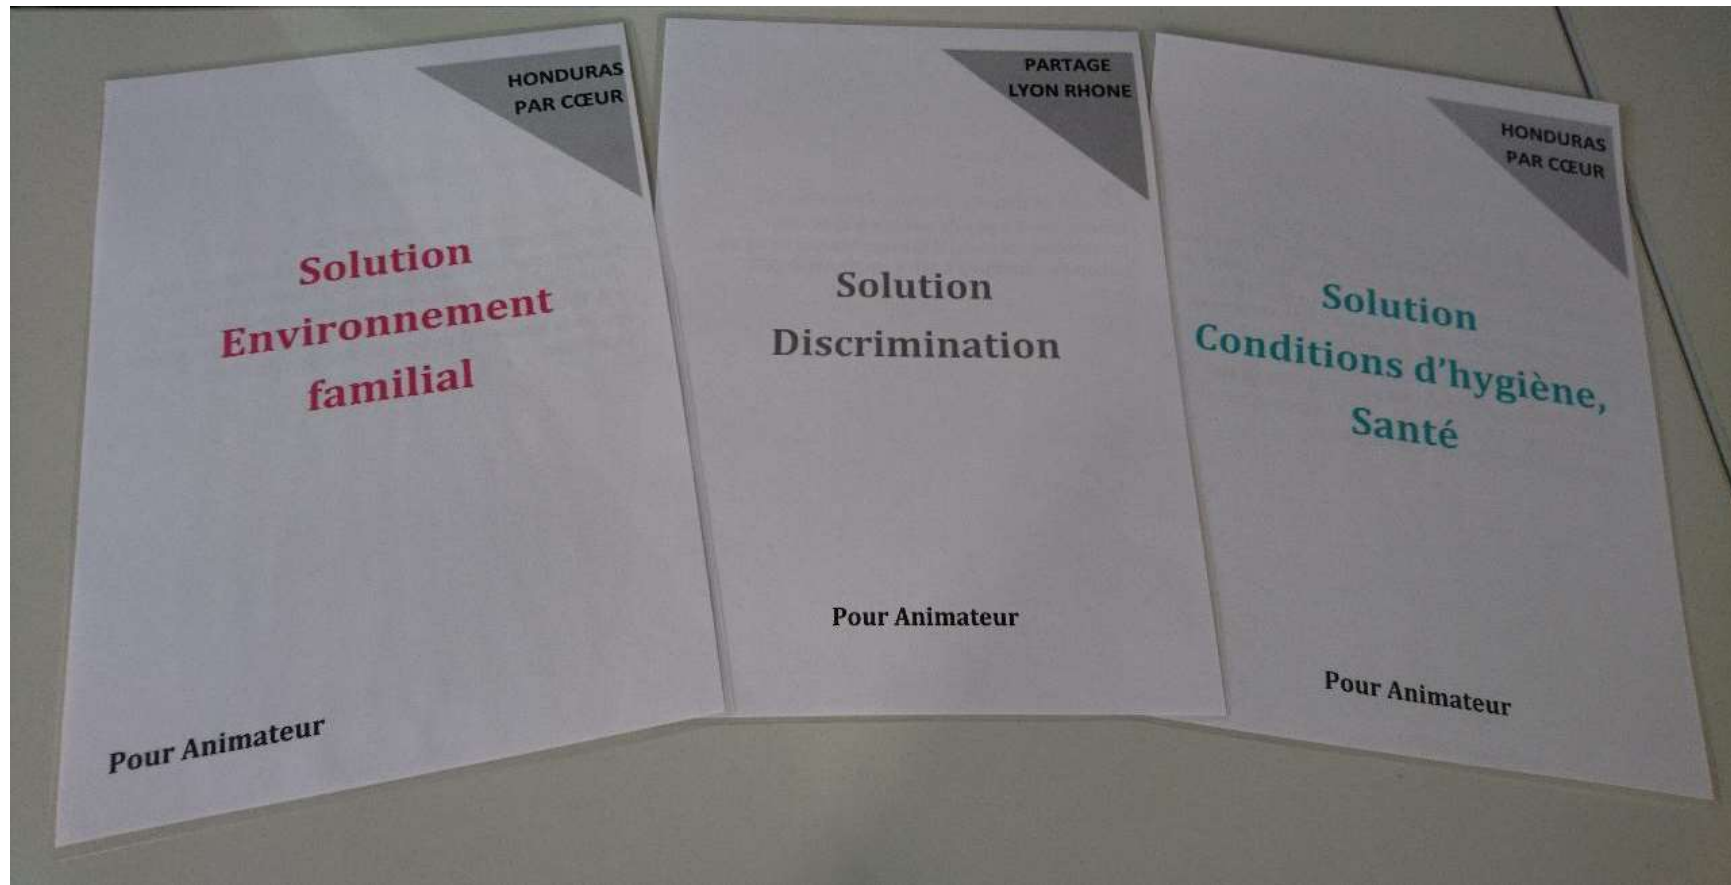 HONDURAS
PAR CŒUR
Solution
Environnement
familial
Pour Animateur
PARTAGE
LYON RHONE
Solution
Discrimination
Pour Animateur
HONDURAS
PAR CŒUR
Solution
Conditions d'hygiène,
Santé
Pour Animateur